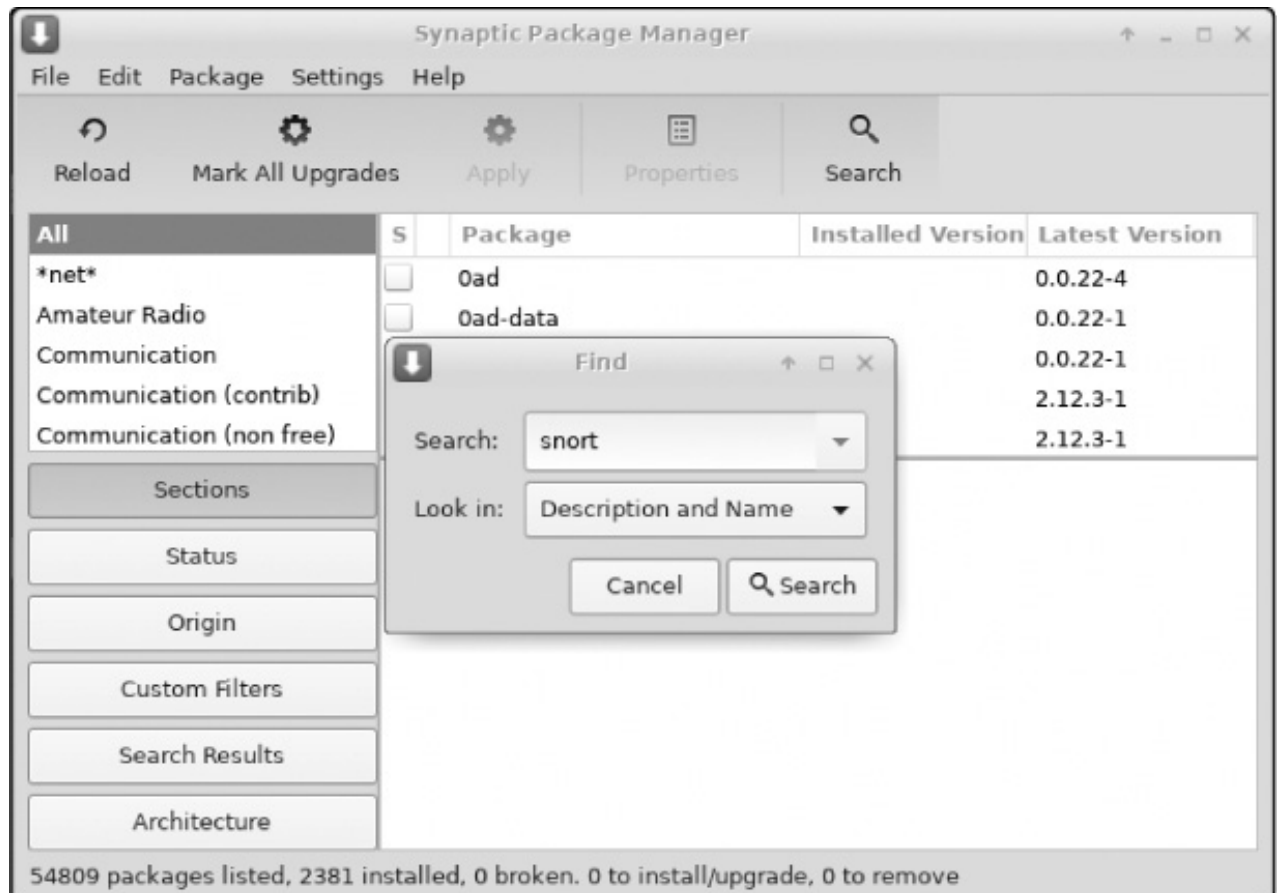 Synaptic Package Manager
File Edit Package Settings Help
Reload Mark All Upgrades Apply Properties Search
All
*net*
Amateur Radio
Communication
Communication (contrib)
Communication (non free)
Sections
Status
Origin
Custom Filters
Search Results
Architecture
S Package Installed Version Latest Version
0ad 0.0.22-4
0ad-data 0.0.22-1
0.0.22-1
2.12.3-1
2.12.3-1
Find
Search: snort
Look in: Description and Name
Cancel Search
54809 packages listed, 2381 installed, 0 broken. 0 to install/upgrade, 0 to remove